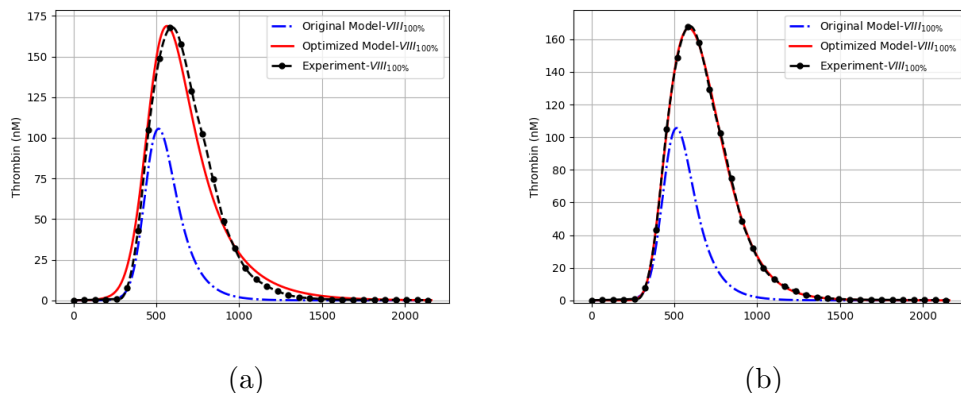 175
150
125
100
75
50
25
0
Thrombin (nM)
0 500 1000 1500 2000
Original Model-VIII100%
Optimized Model-VIII100%
Experiment-VIII100%
(a)
160
140
120
100
80
60
40
20
0
Thrombin (nM)
0 500 1000 1500 2000
Original Model-VIII100%
Optimized Model-VIII100%
Experiment-VIII100%
(b)